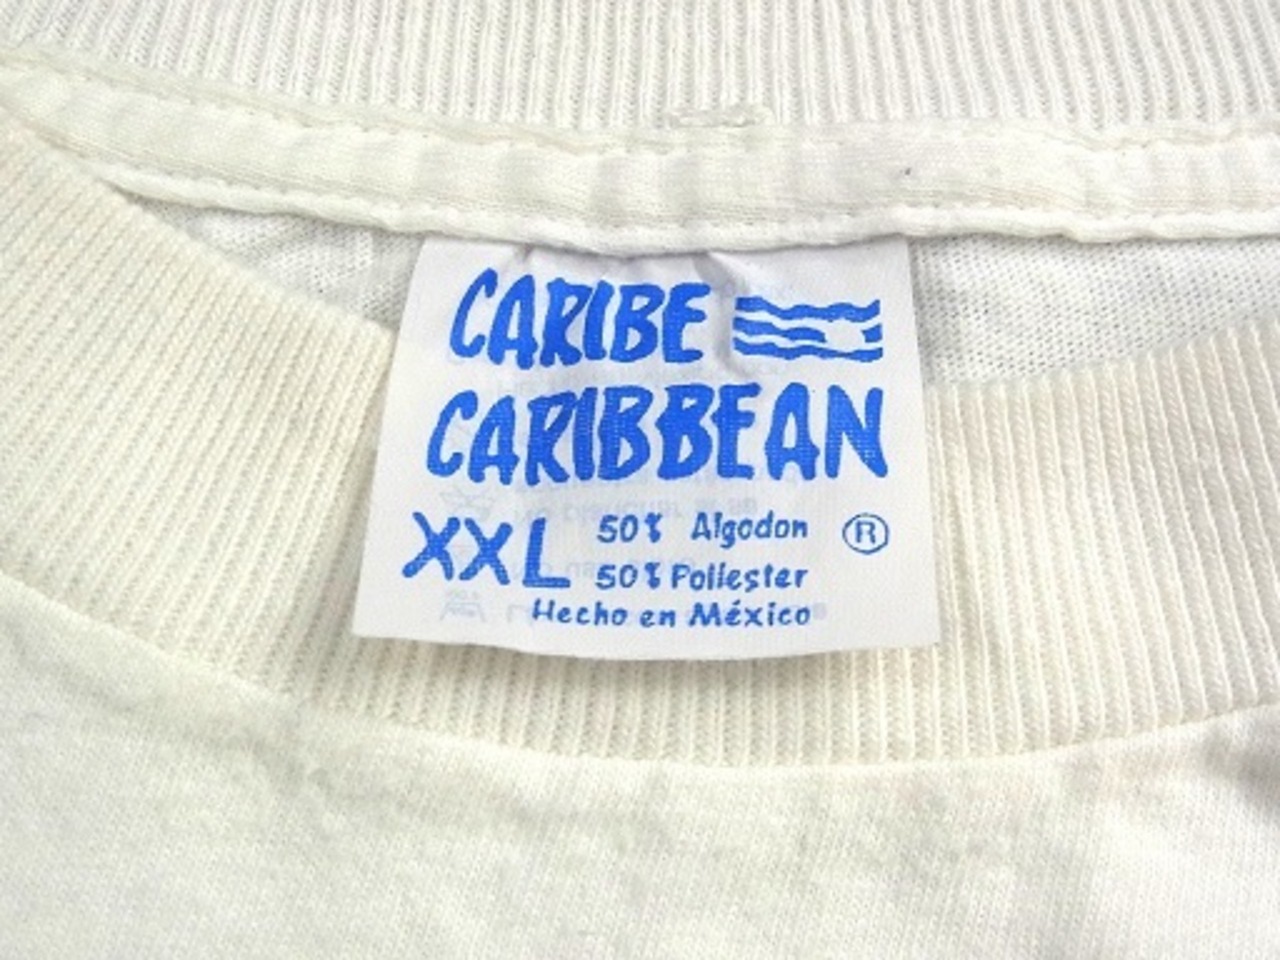 CARIBE
CARIBBEAN
XXL 50% Algodon ®
50% Poliester
Hecho en México